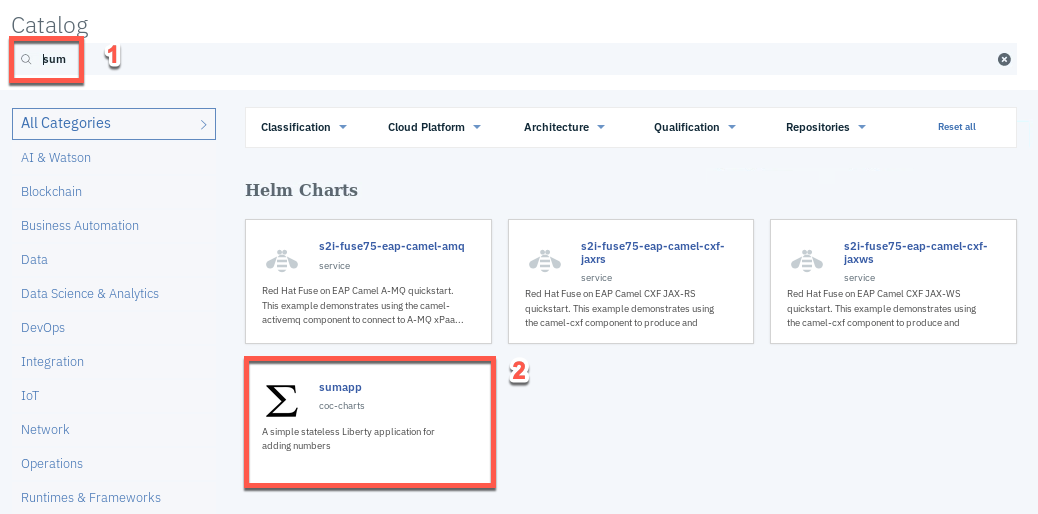 Catalog
sum
1
All Categories
AI & Watson
Blockchain
Business Automation
Data
Data Science & Analytics
DevOps
Integration
IoT
Network
Operations
Runtimes & Frameworks
Classification
Cloud Platform
Architecture
Qualification
Repositories
Reset all
Helm Charts
s2i-fuse75-eap-camel-amq
service
Red Hat Fuse on EAP Camel A-MQ quickstart.
This example demonstrates using the camel-
activemq component to connect to A-MQ xPaa...
s2i-fuse75-eap-camel-cxf-
jaxrs
service
Red Hat Fuse on EAP Camel CXF JAX-RS
quickstart. This example demonstrates using
the camel-cxf component to produce and
s2i-fuse75-eap-camel-cxf-
jaxws
service
Red Hat Fuse on EAP Camel CXF JAX-WS
quickstart. This example demonstrates using
the camel-cxf component to produce and
2
Σ
sumapp
coc-charts
A simple stateless Liberty application for
adding numbers